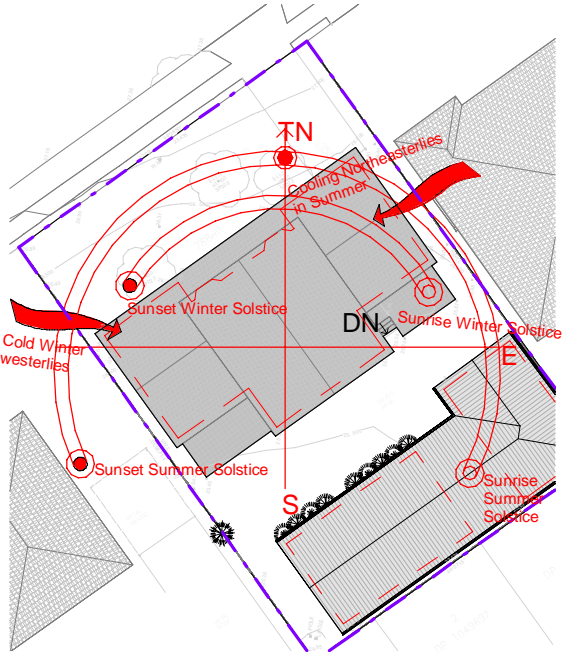 TN
Cooling Northeasterlies
in Summer
Sunset Winter Solstice
DN
Sunrise Winter Solstice
Cold Winter
westerlies
E
Sunset Summer Solstice
S
Sunrise
Summer
Solstice